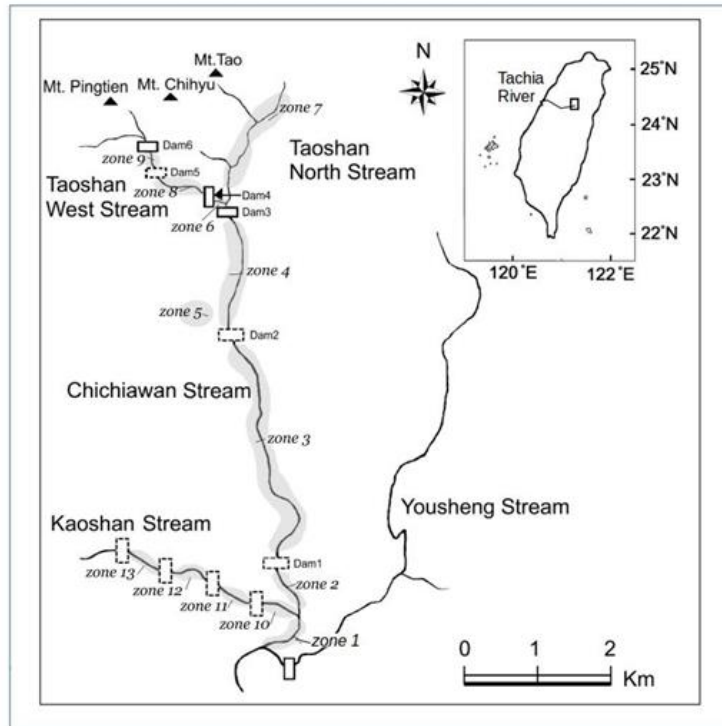 Mt.Tao
Mt. Chihyu
Mt. Pingtien
N
Tachia
River
25°N
24°N
23°N
22°N
120°E
122°E
zone 7
Dam6
zone 9
Dam5
Taoshan
North Stream
Taoshan
West Stream
zone 8
Dam4
Dam3
zone 6
zone 4
zone 5
Dam2
Chichiawan Stream
zone 3
Yousheng Stream
Kaoshan Stream
Dam1
zone 13
zone 12
zone 11
zone 10
zone 2
zone 1
0 1 2
Km